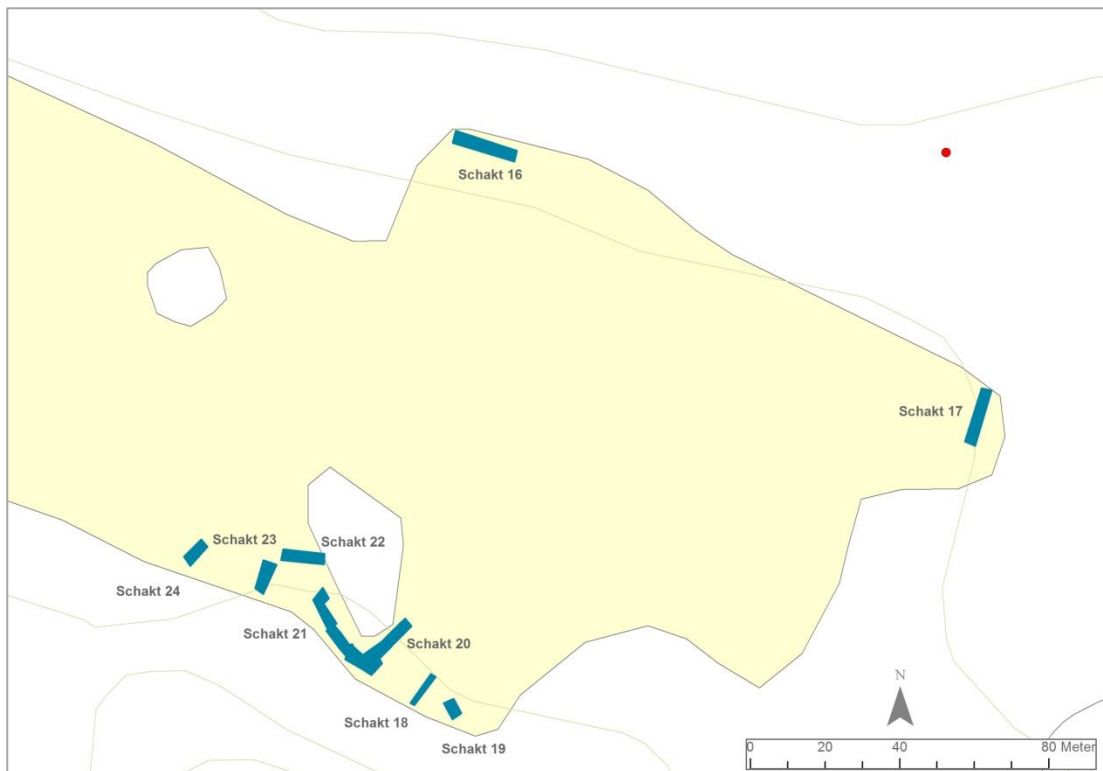 Schakt 16
Schakt 17
Schakt 23
Schakt 22
Schakt 24
Schakt 21
Schakt 20
Schakt 18
Schakt 19
N
0 20 40 80 Meter